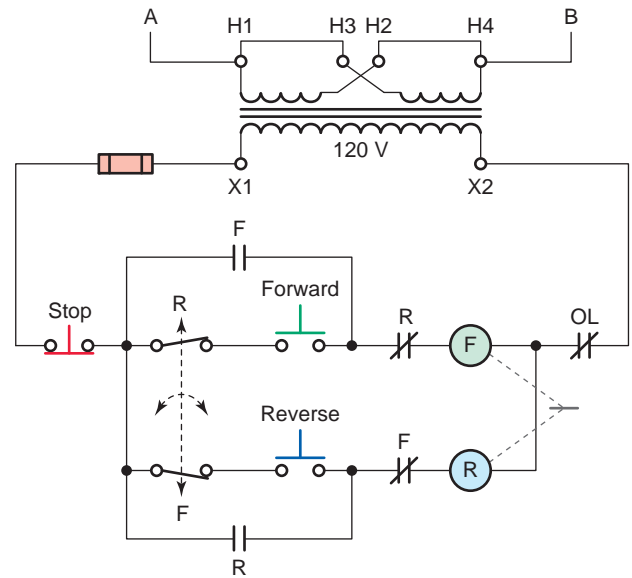 A H1 H3 H2 H4 B
120 V
X1 X2
F
Forward
Stop R R F OL
Reverse
F R
F
R